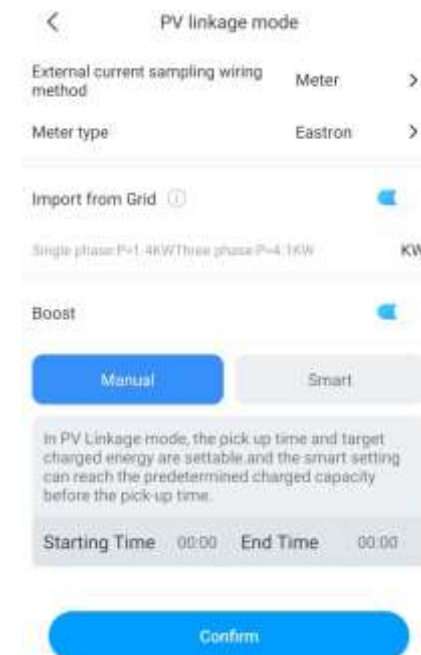 PV linkage mode
External current sampling wiring
method
Meter
Meter type
Eastron
Import from Grid
Single phase:P=1.4KWThree phase:P=4.1KW
KW
Boost
Manual
Smart
In PV Linkage mode, the pick up time and target
charged energy are settable and the smart setting
can reach the predetermined charged capacity
before the pick-up time.
Starting Time 00:00 End Time 00:00
Confirm